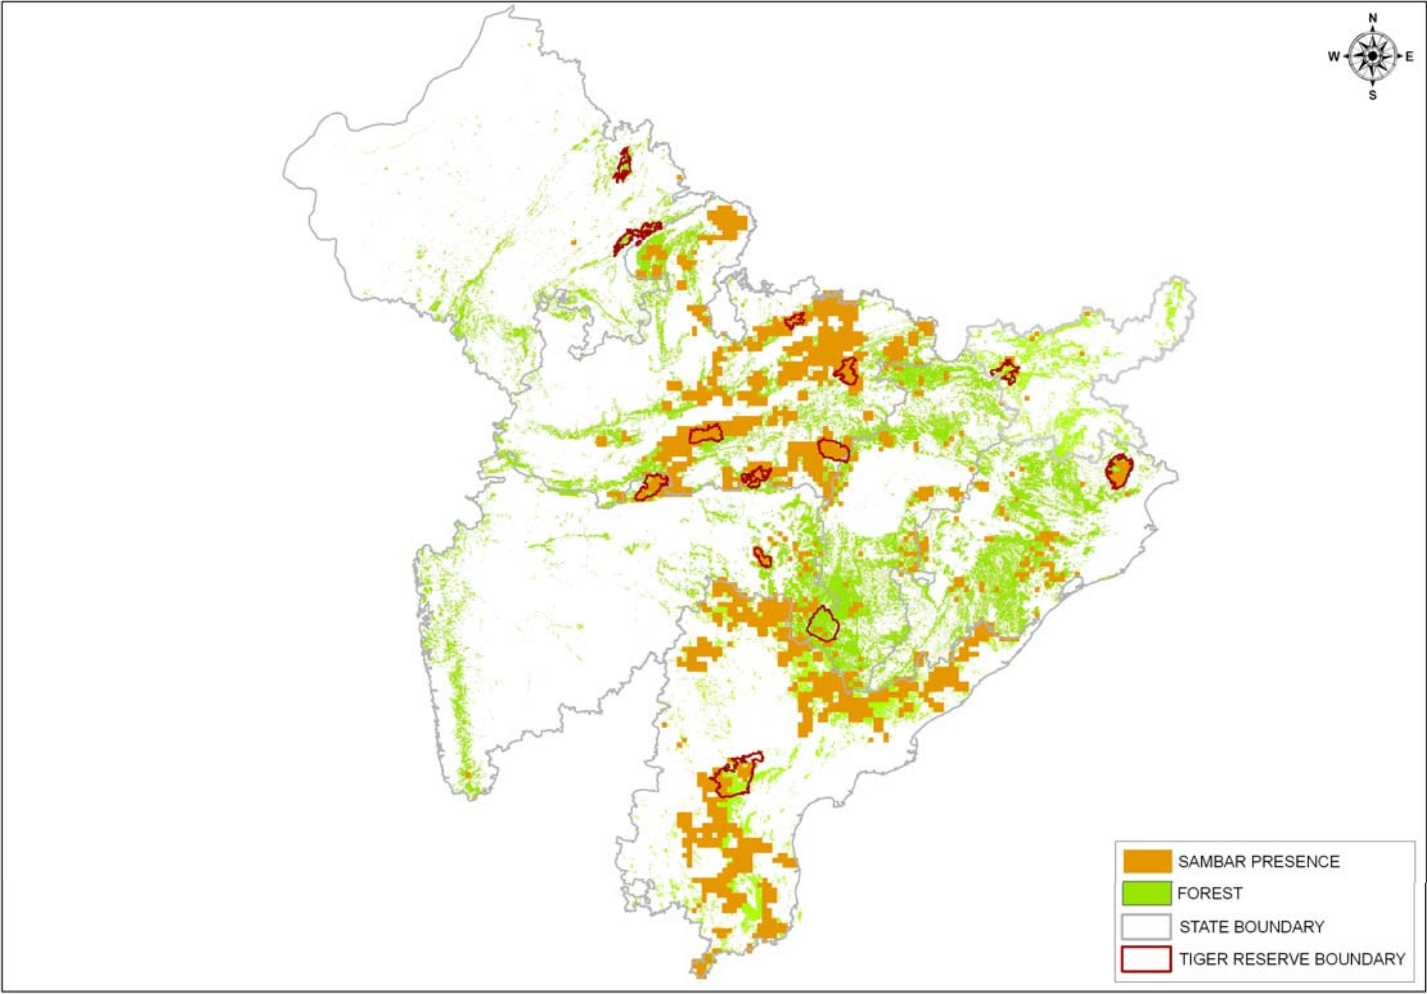 N
W E
S
SAMBAR PRESENCE
FOREST
STATE BOUNDARY
TIGER RESERVE BOUNDARY